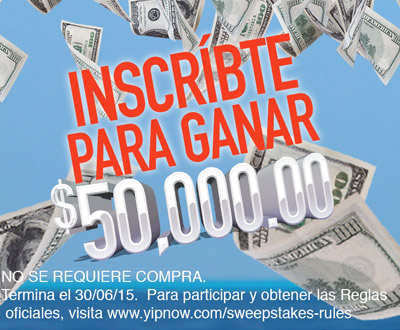 INSCRÍBTE
PARA GANAR
$50,000.00
NO SE REQUIERE COMPRA.
Termina el 30/06/15. Para participar y obtener las Reglas
oficiales, visita www.yipnow.com/sweepstakes-rules